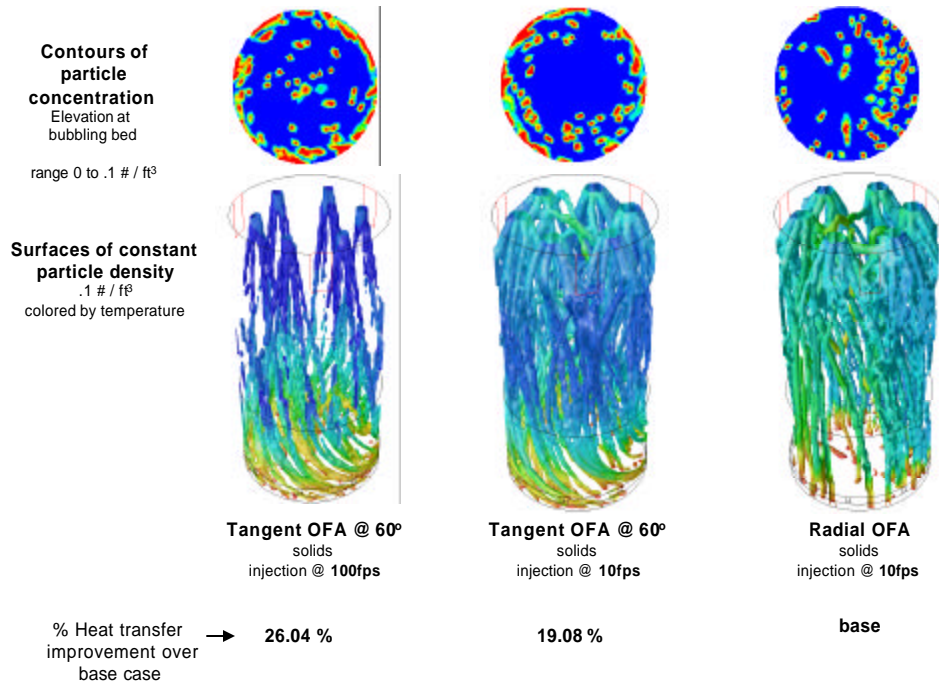 Contours of
particle
concentration
Elevation at
bubbling bed
range 0 to .1 # / ft³
Surfaces of constant
particle density
.1 # / ft³
colored by temperature
Tangent OFA @ 60º
solids
injection @ 100fps
Tangent OFA @ 60º
solids
injection @ 10fps
Radial OFA
solids
injection @ 10fps
% Heat transfer
improvement over
base case
26.04 %
19.08 %
base